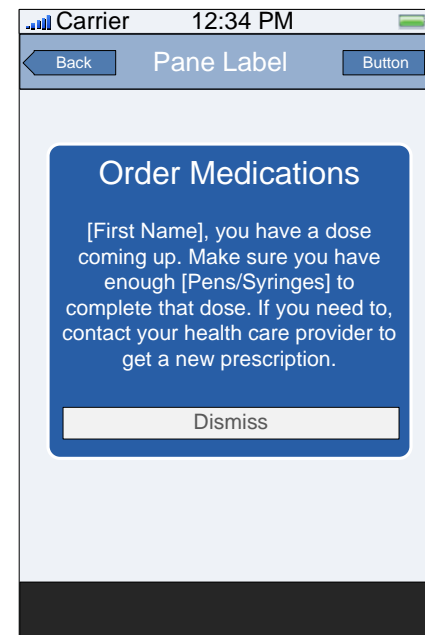 Carrier 12:34 PM
Back Pane Label Button
Order Medications
[First Name], you have a dose
coming up. Make sure you have
enough [Pens/Syringes] to
complete that dose. If you need to,
contact your health care provider to
get a new prescription.
Dismiss